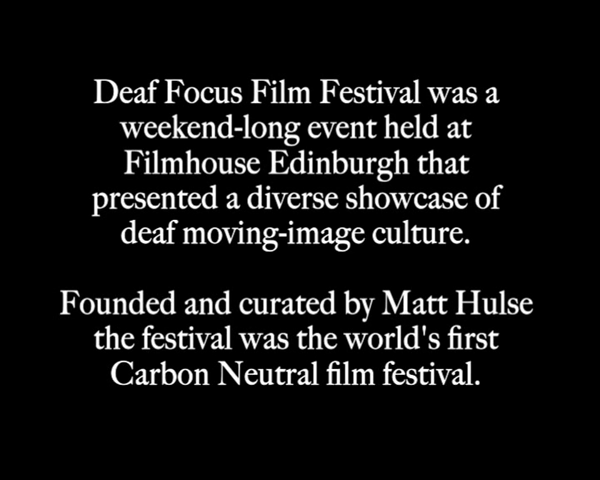 Deaf Focus Film Festival was a
weekend-long event held at
Filmhouse Edinburgh that
presented a diverse showcase of
deaf moving-image culture.
Founded and curated by Matt Hulse
the festival was the world's first
Carbon Neutral film festival.